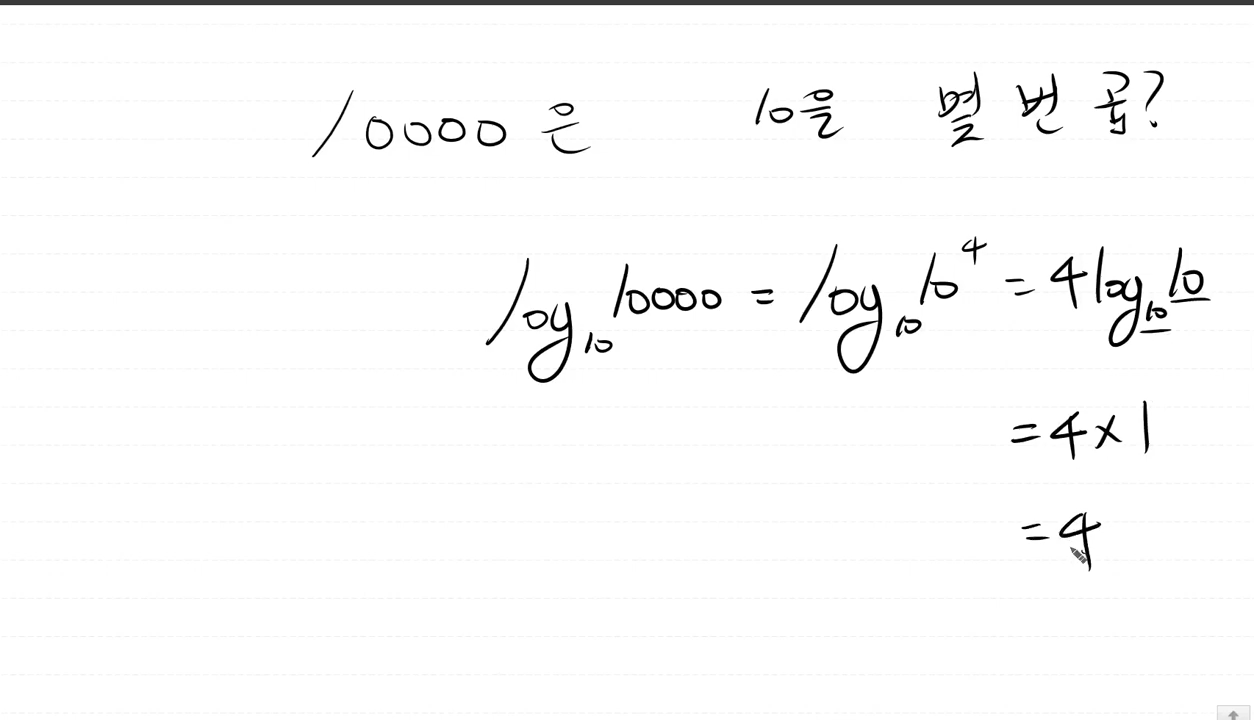 10000은 10을 몇 번 곱?
log₁₀10000 = log₁₀10⁴ = 4log₁₀10
= 4 × 1
= 4